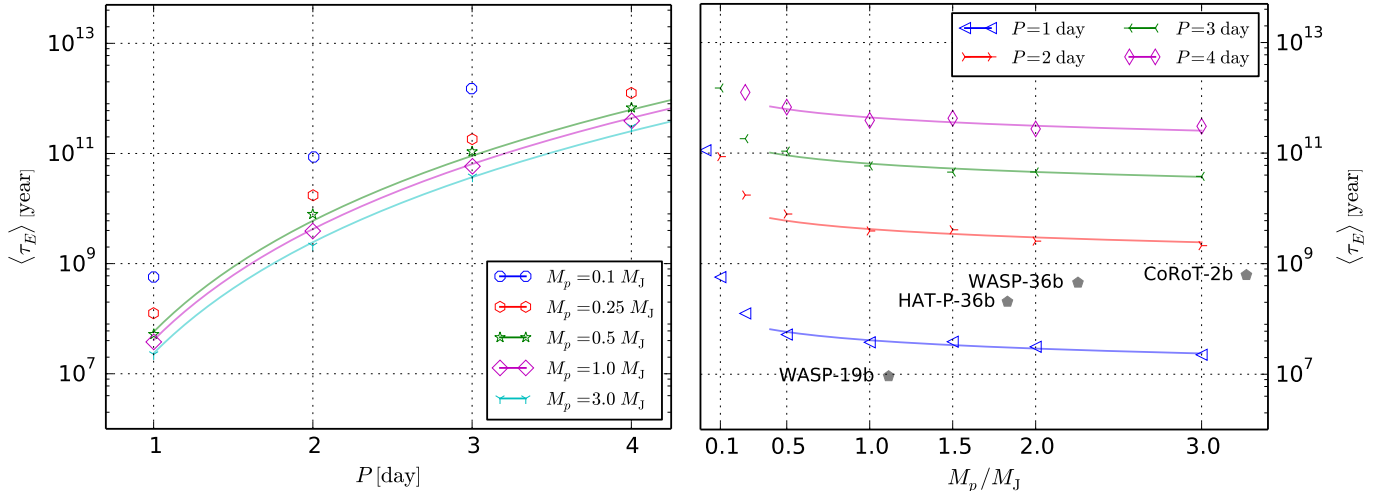 10^13
10^11
10^9
10^7
⟨τ_E⟩ [year]
M_p = 0.1 M_J
M_p = 0.25 M_J
M_p = 0.5 M_J
M_p = 1.0 M_J
M_p = 3.0 M_J
1 2 3 4
P [day]
P = 1 day P = 3 day
P = 2 day P = 4 day
WASP-36b
CoRoT-2b
HAT-P-36b
WASP-19b
10^13
10^11
10^9
10^7
⟨τ_E⟩ [year]
0.1 0.5 1.0 1.5 2.0 3.0
M_p/M_J